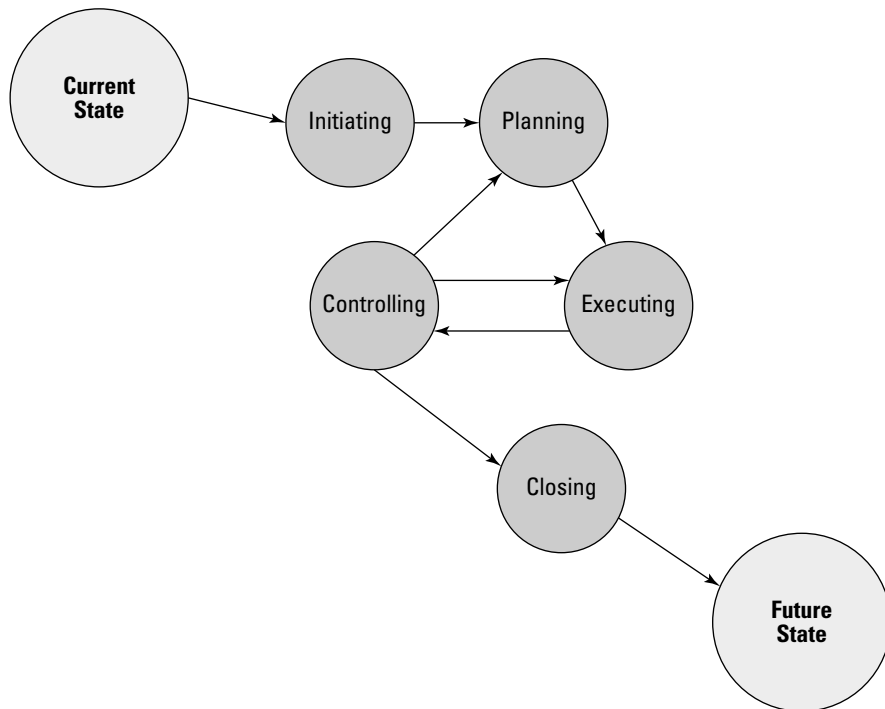 Current
State
Initiating
Planning
Controlling
Executing
Closing
Future
State